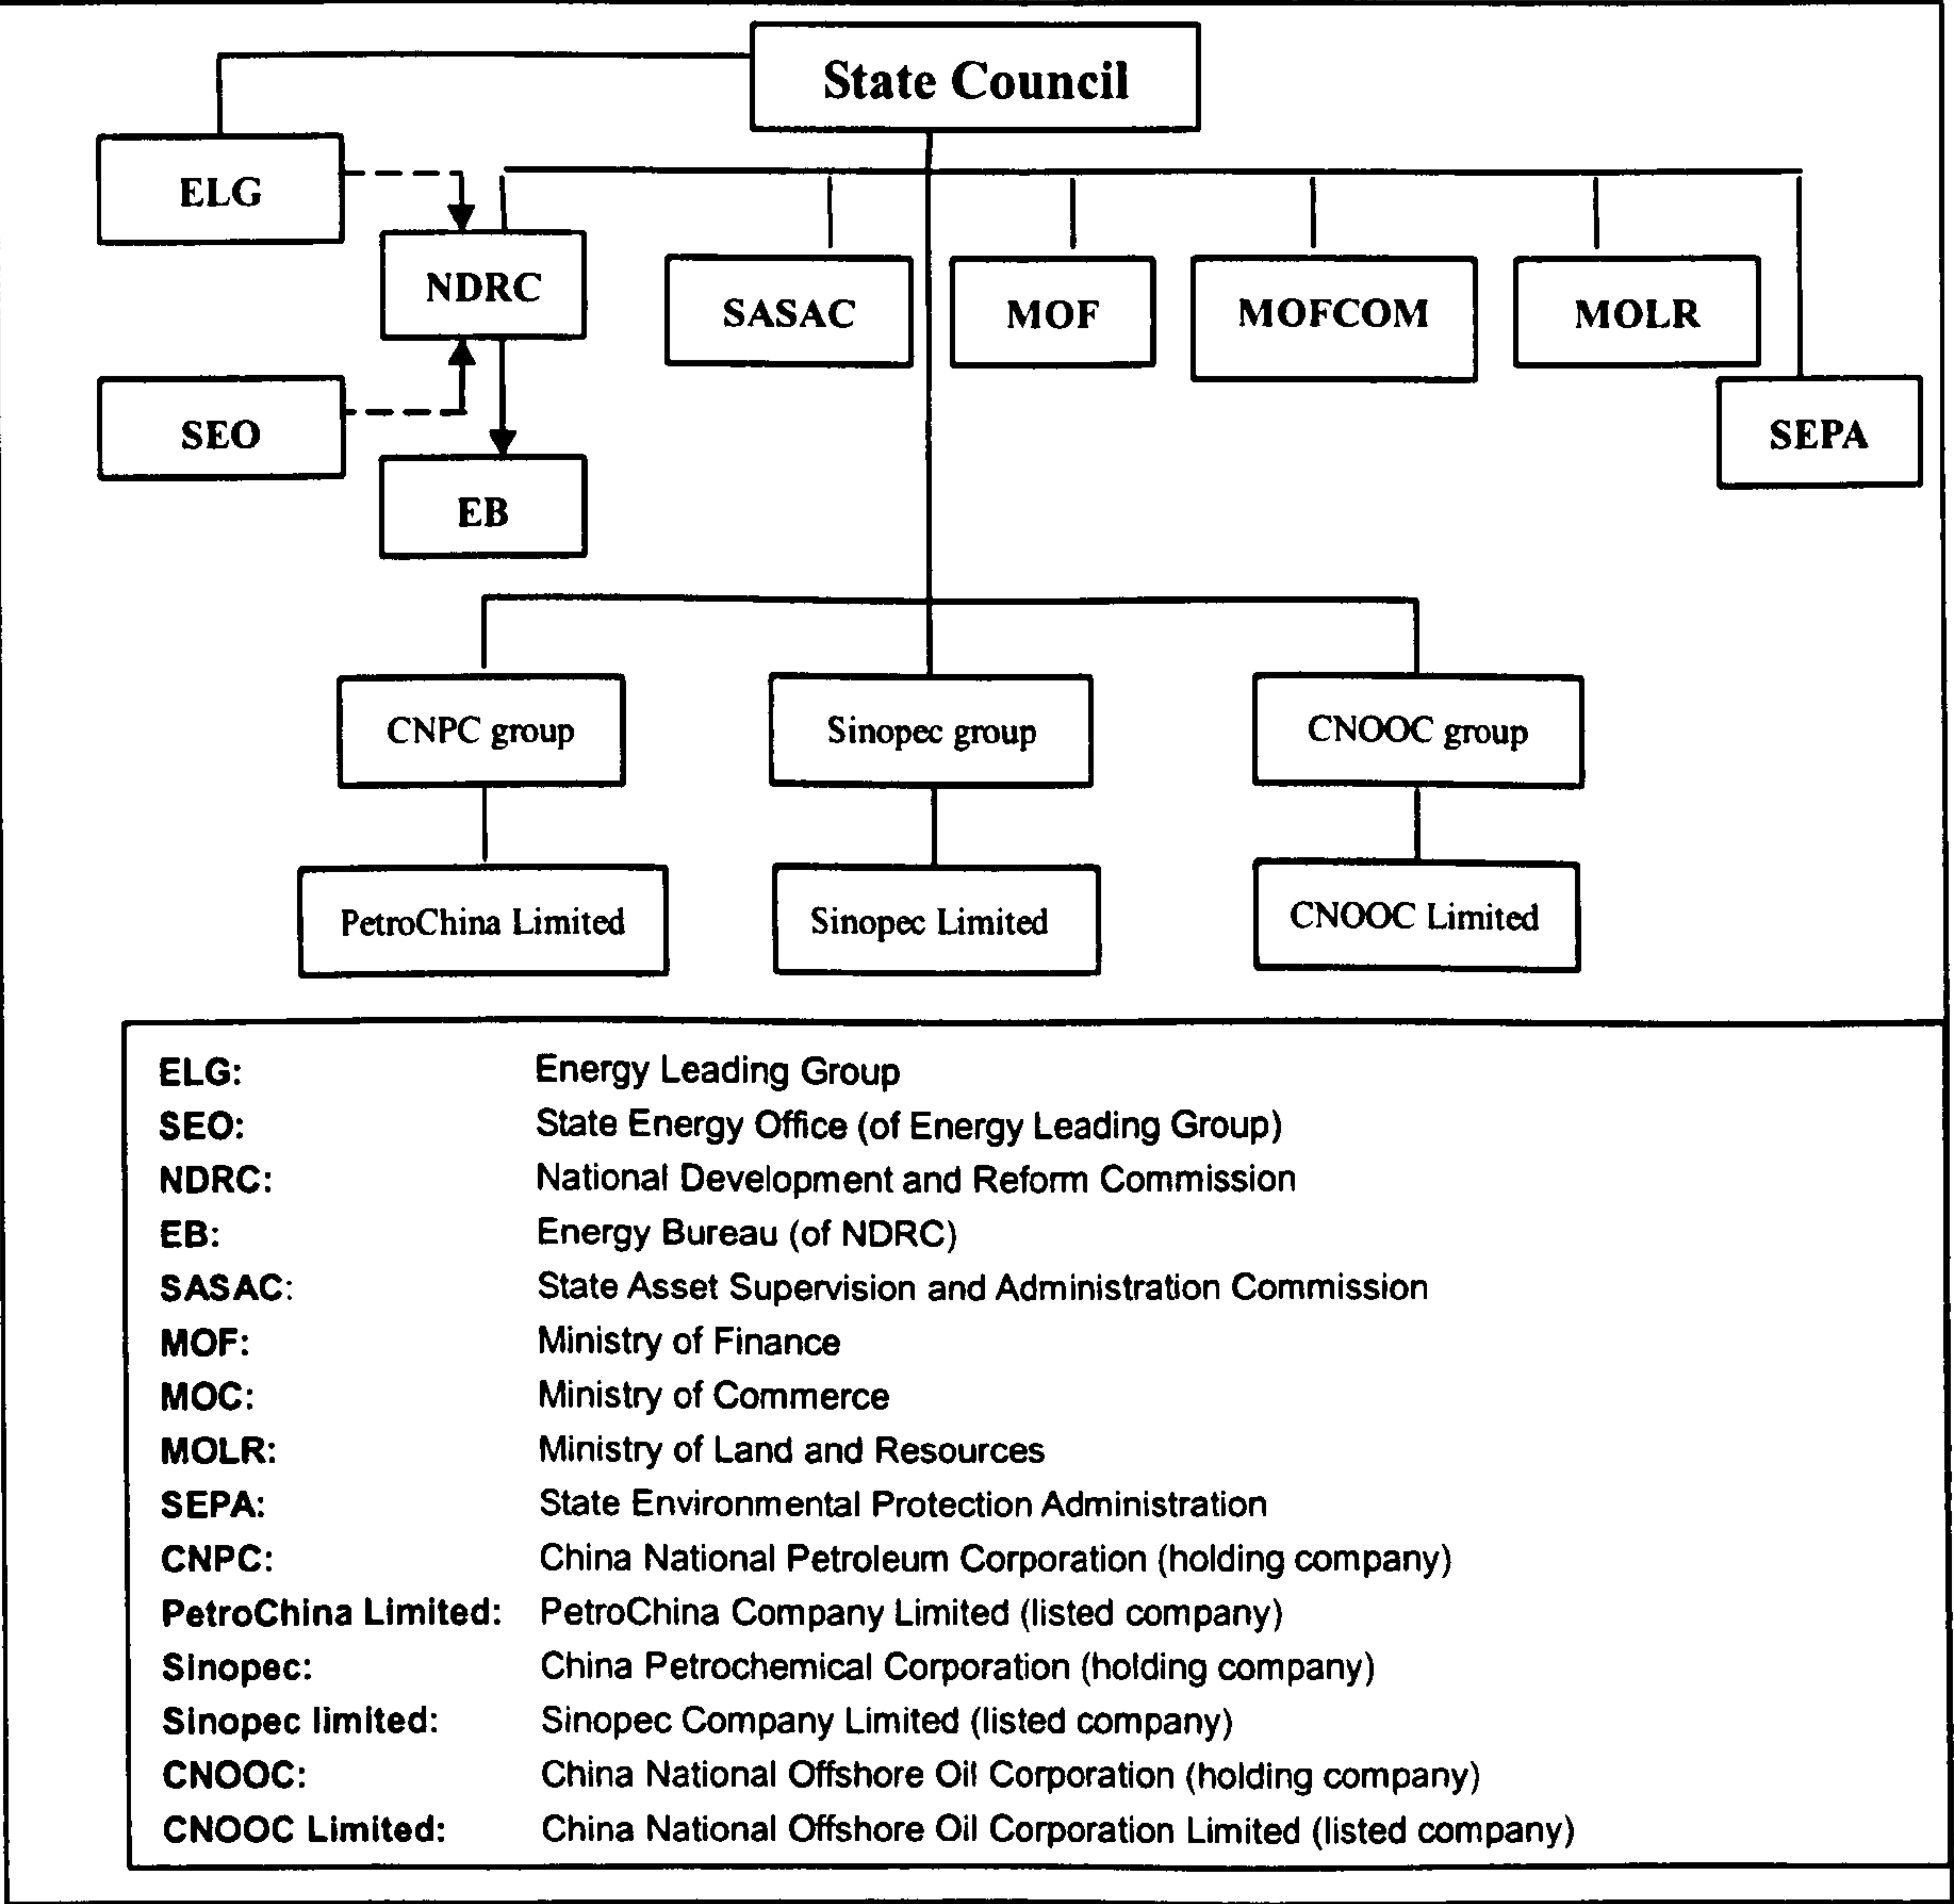 State Council
ELG
NDRC
SASAC
MOF
MOFCOM
MOLR
SEO
SEPA
EB
CNPC group
Sinopec group
CNOOC group
PetroChina Limited
Sinopec Limited
CNOOC Limited
ELG: Energy Leading Group
SEO: State Energy Office (of Energy Leading Group)
NDRC: National Development and Reform Commission
EB: Energy Bureau (of NDRC)
SASAC: State Asset Supervision and Administration Commission
MOF: Ministry of Finance
MOC: Ministry of Commerce
MOLR: Ministry of Land and Resources
SEPA: State Environmental Protection Administration
CNPC: China National Petroleum Corporation (holding company)
PetroChina Limited: PetroChina Company Limited (listed company)
Sinopec: China Petrochemical Corporation (holding company)
Sinopec limited: Sinopec Company Limited (listed company)
CNOOC: China National Offshore Oil Corporation (holding company)
CNOOC Limited: China National Offshore Oil Corporation Limited (listed company)